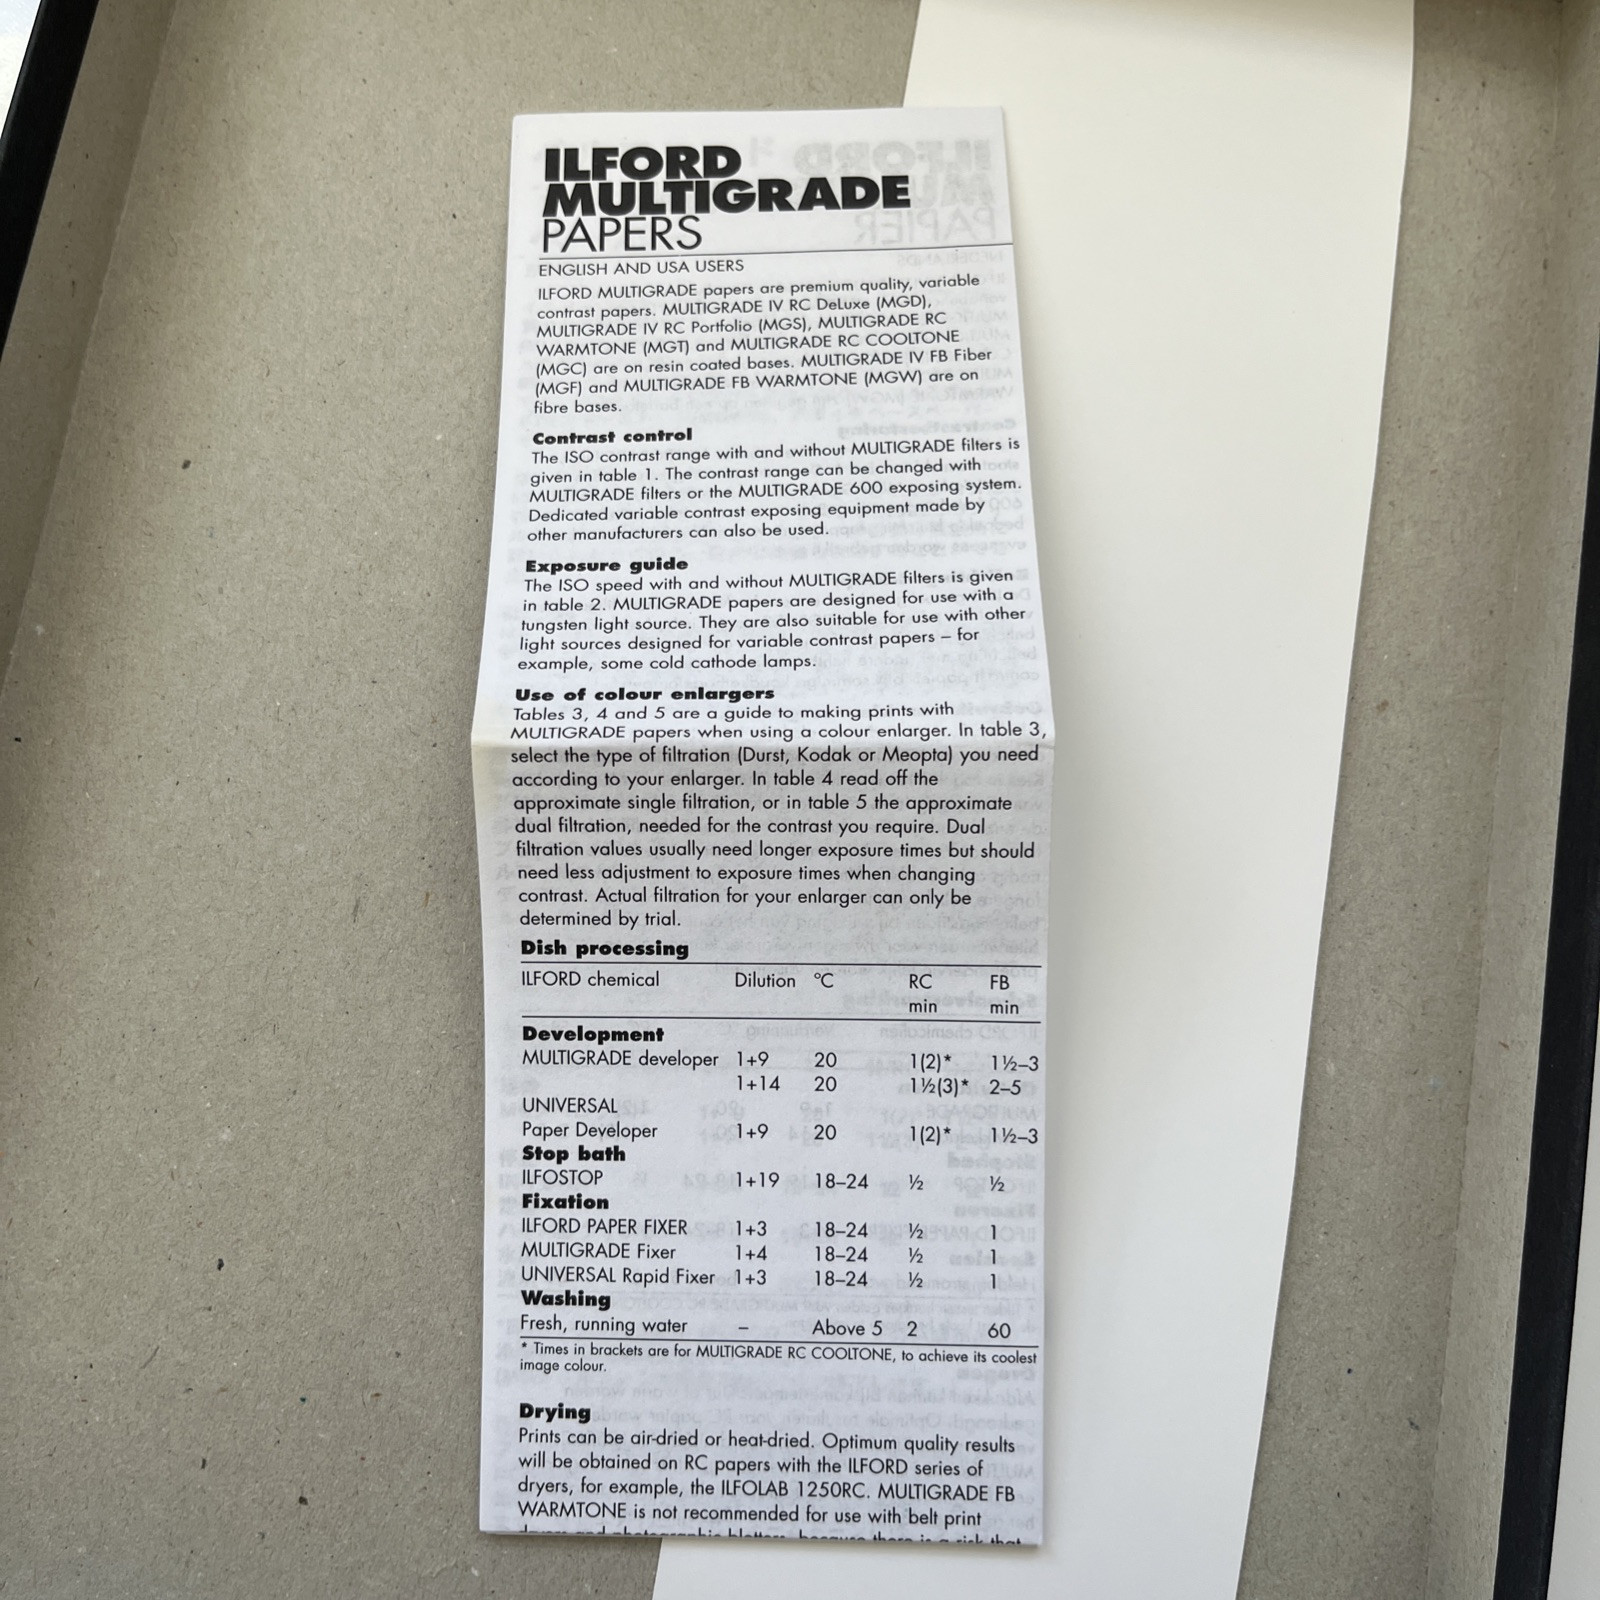 ILFORD
MULTIGRADE
PAPERS
ENGLISH AND USA USERS
ILFORD MULTIGRADE papers are premium quality, variable
contrast papers. MULTIGRADE IV RC DeLuxe (MGD),
MULTIGRADE IV RC Portfolio (MGS), MULTIGRADE RC
WARMTONE (MGT) and MULTIGRADE RC COOLTONE
(MGC) are on resin coated bases. MULTIGRADE IV FB Fiber
(MGF) and MULTIGRADE FB WARMTONE (MGW) are on
fibre bases.
Contrast control
The ISO contrast range with and without MULTIGRADE filters is
given in table 1. The contrast range can be changed with
MULTIGRADE filters or the MULTIGRADE 600 exposing system.
Dedicated variable contrast exposing equipment made by
other manufacturers can also be used.
Exposure guide
The ISO speed with and without MULTIGRADE filters is given
in table 2. MULTIGRADE papers are designed for use with a
tungsten light source. They are also suitable for use with other
light sources designed for variable contrast papers – for
example, some cold cathode lamps.
Use of colour enlargers
Tables 3, 4 and 5 are a guide to making prints with
MULTIGRADE papers when using a colour enlarger. In table 3,
select the type of filtration (Durst, Kodak or Meopta) you need
according to your enlarger. In table 4 read off the
approximate single filtration, or in table 5 the approximate
dual filtration, needed for the contrast you require. Dual
filtration values usually need longer exposure times but should
need less adjustment to exposure times when changing
contrast. Actual filtration for your enlarger can only be
determined by trial.
Dish processing
ILFORD chemical Dilution °C RC FB
min min
Development
MULTIGRADE developer 1+9 20 1(2)* 1½–3
1+14 20 1½(3)* 2–5
UNIVERSAL
Paper Developer 1+9 20 1(2)* 1½–3
Stop bath
ILFOSTOP 1+19 18–24 ½ ½
Fixation
ILFORD PAPER FIXER 1+3 18–24 ½ 1
MULTIGRADE Fixer 1+4 18–24 ½ 1
UNIVERSAL Rapid Fixer 1+3 18–24 ½ 1
Washing
Fresh, running water – Above 5 2 60
* Times in brackets are for MULTIGRADE RC COOLTONE, to achieve its coolest
image colour.
Drying
Prints can be air-dried or heat-dried. Optimum quality results
will be obtained on RC papers with the ILFORD series of
dryers, for example, the ILFOLAB 1250RC. MULTIGRADE FB
WARMTONE is not recommended for use with belt print
dryers and photographic blotters, because there is a risk that